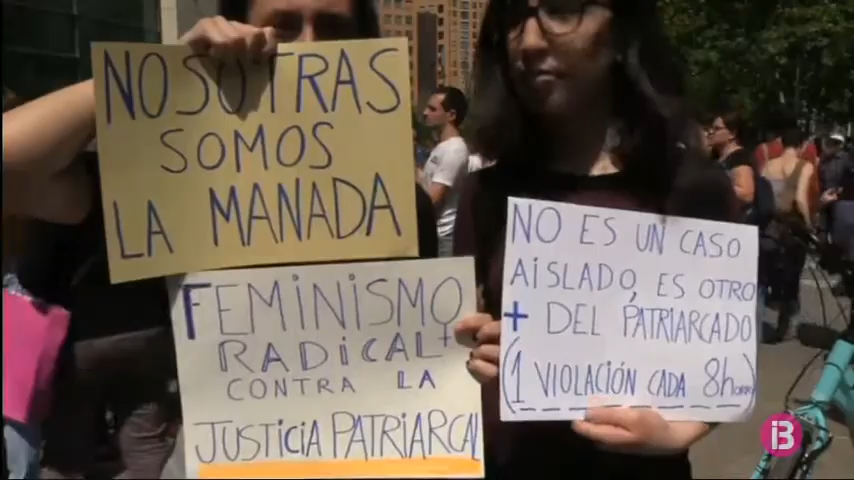 NOSOTRAS
SOMOS
LA MANADA
FEMINISMO
RADICAL
CONTRA LA
JUSTICIA PATRIARCAL
NO ES UN CASO
AISLADO, ES OTRO
+ DEL PATRIARCADO
(1 VIOLACIÓN CADA 8horas)
IB